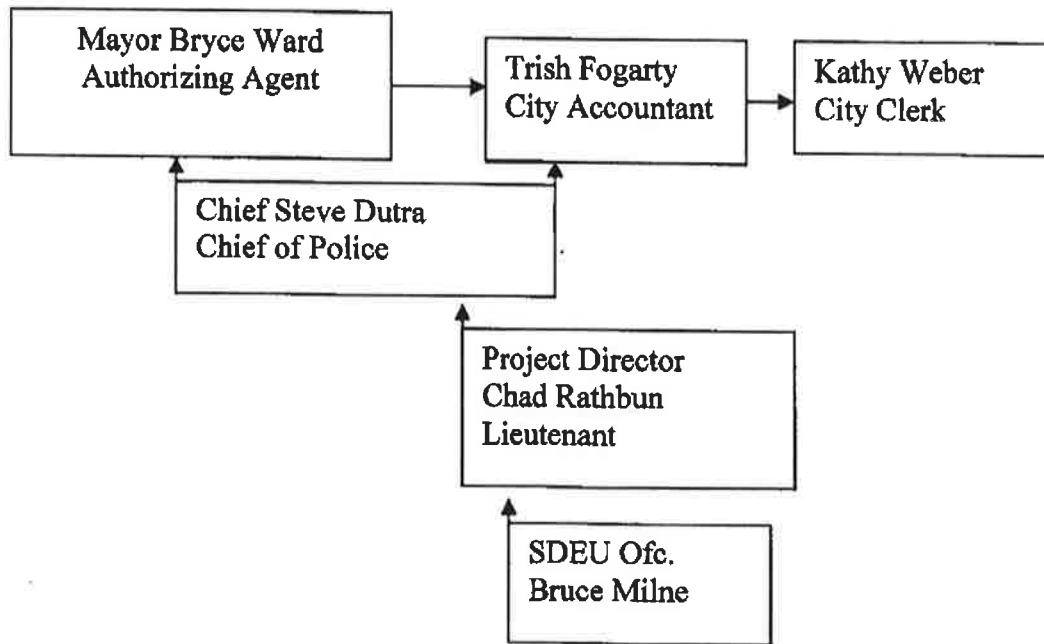 Mayor Bryce Ward
Authorizing Agent
Trish Fogarty
City Accountant
Kathy Weber
City Clerk
Chief Steve Dutra
Chief of Police
Project Director
Chad Rathbun
Lieutenant
SDEU Ofc.
Bruce Milne